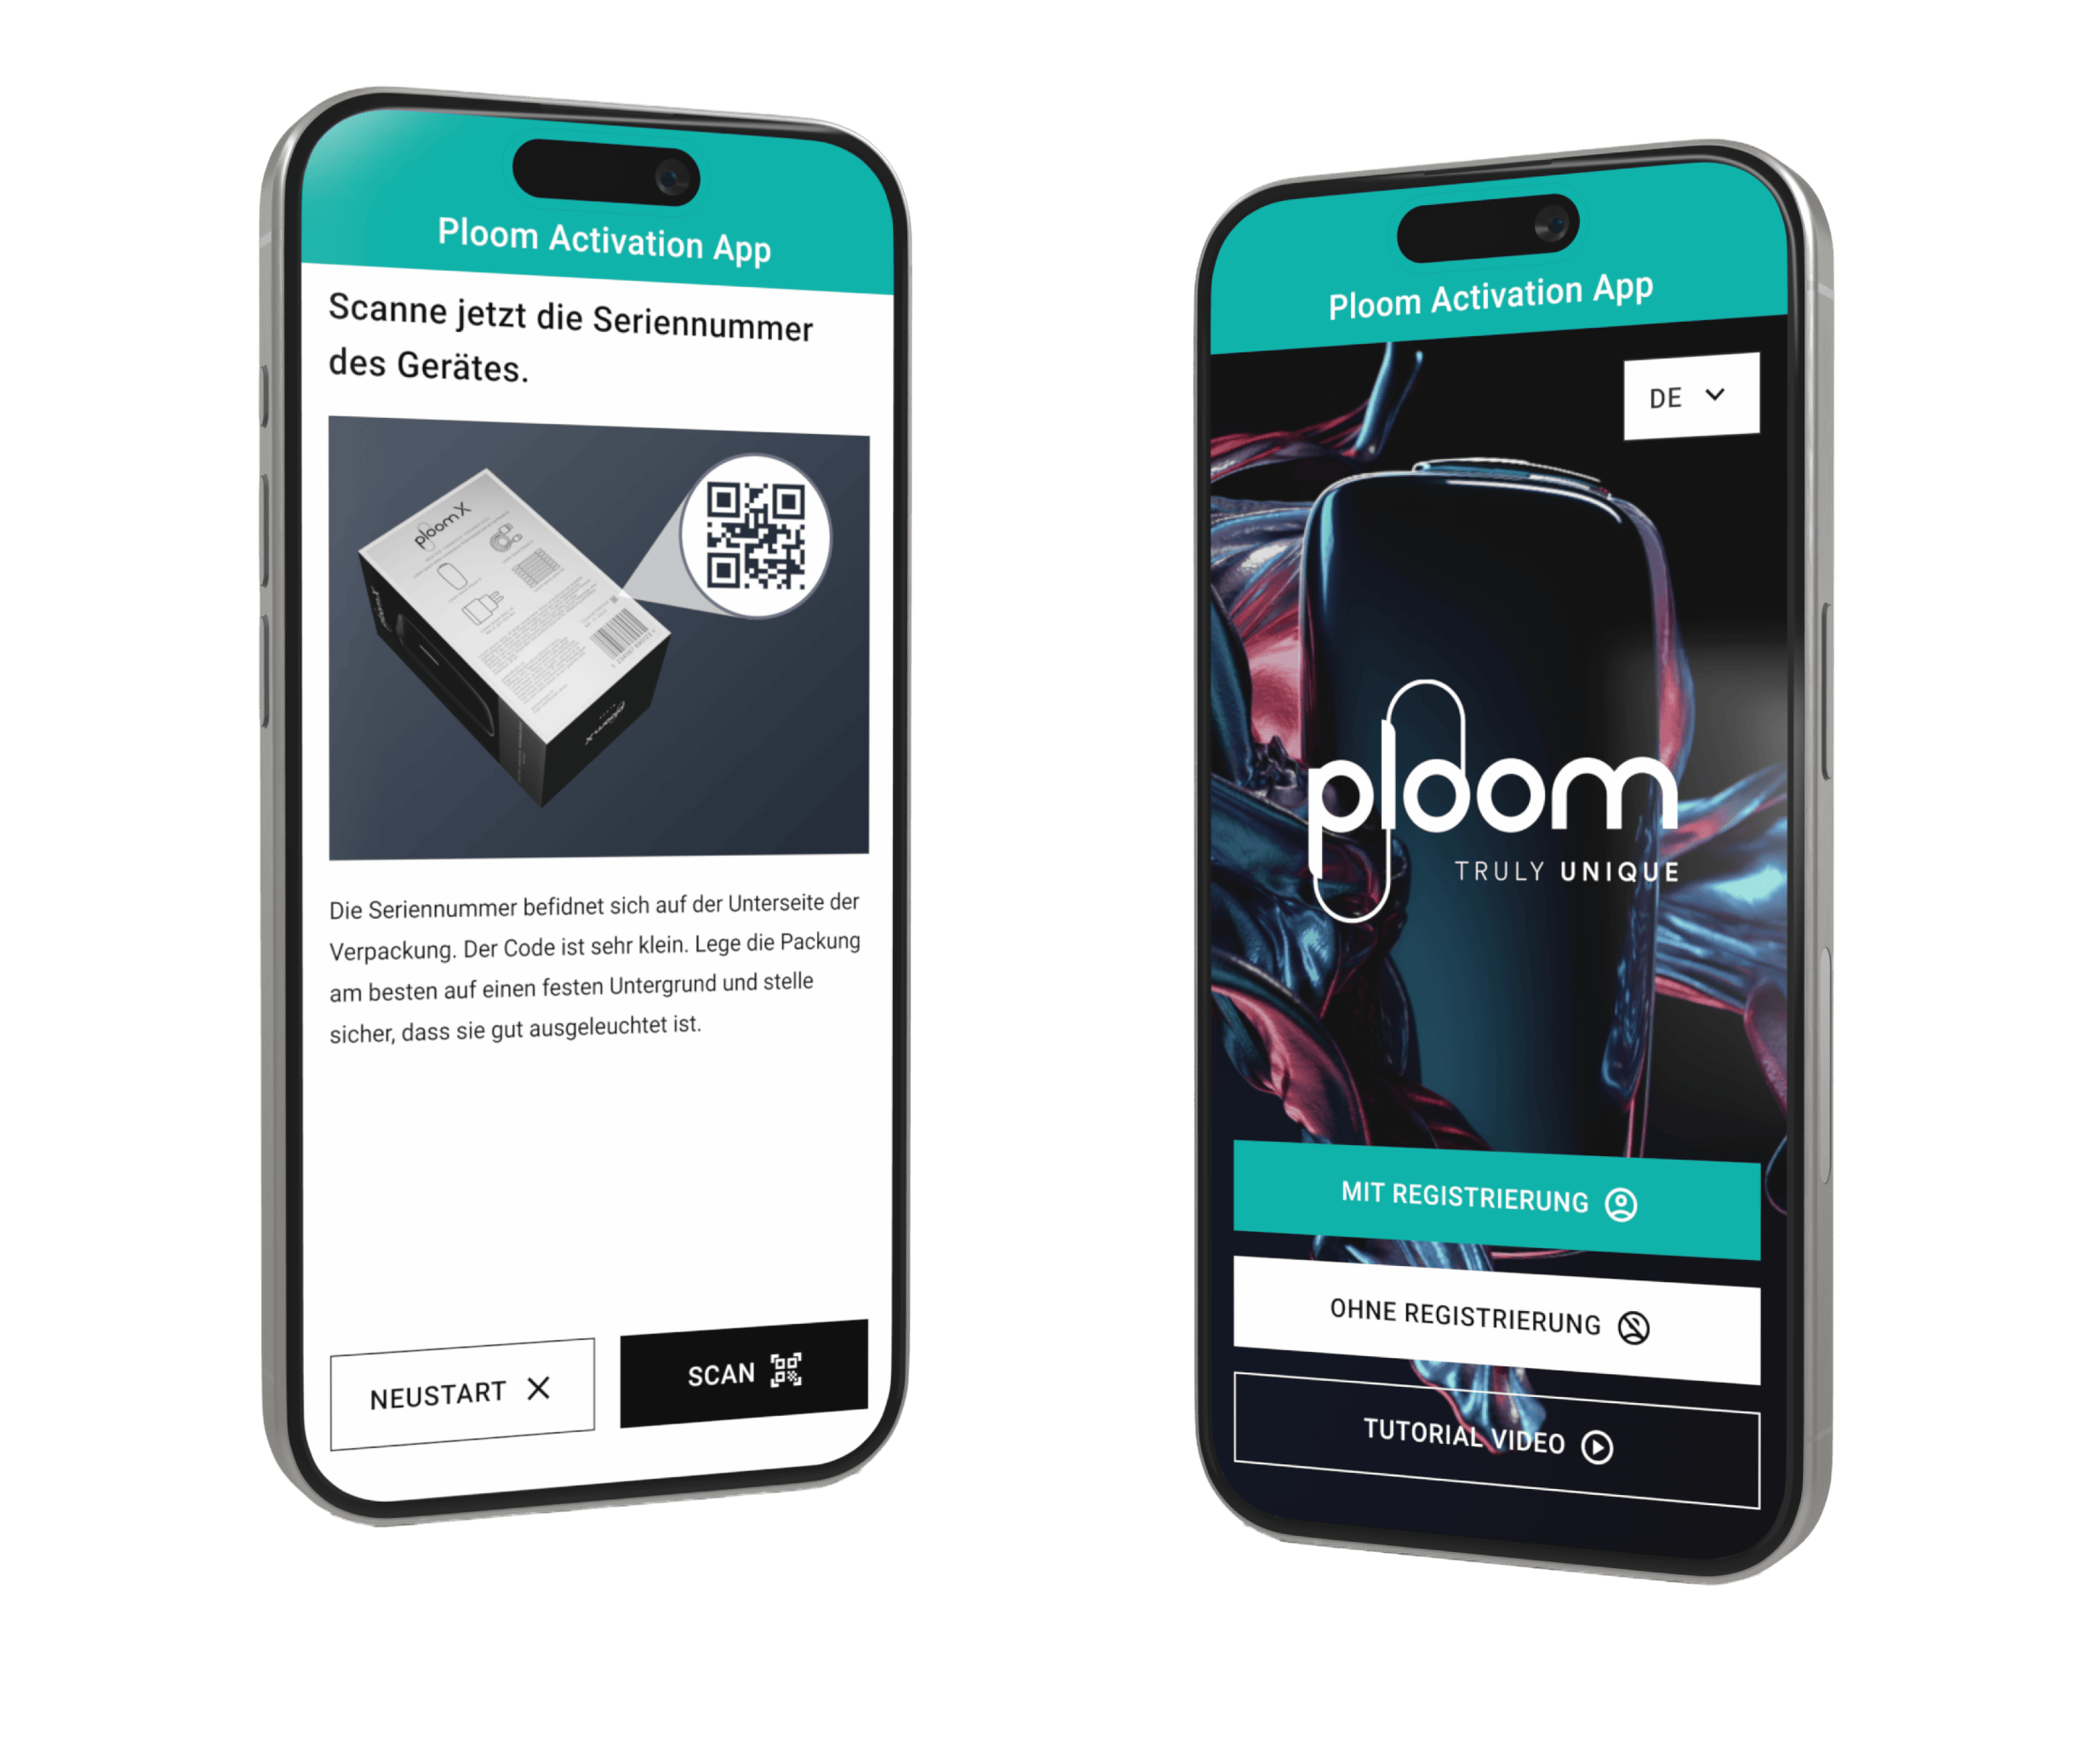 Ploom Activation App
Scanne jetzt die Seriennummer
des Gerätes.
ploom X
Die Seriennummer befidnet sich auf der Unterseite der
Verpackung. Der Code ist sehr klein. Lege die Packung
am besten auf einen festen Untergrund und stelle
sicher, dass sie gut ausgeleuchtet ist.
NEUSTART
SCAN
Ploom Activation App
DE
ploom
TRULY UNIQUE
MIT REGISTRIERUNG
OHNE REGISTRIERUNG
TUTORIAL VIDEO